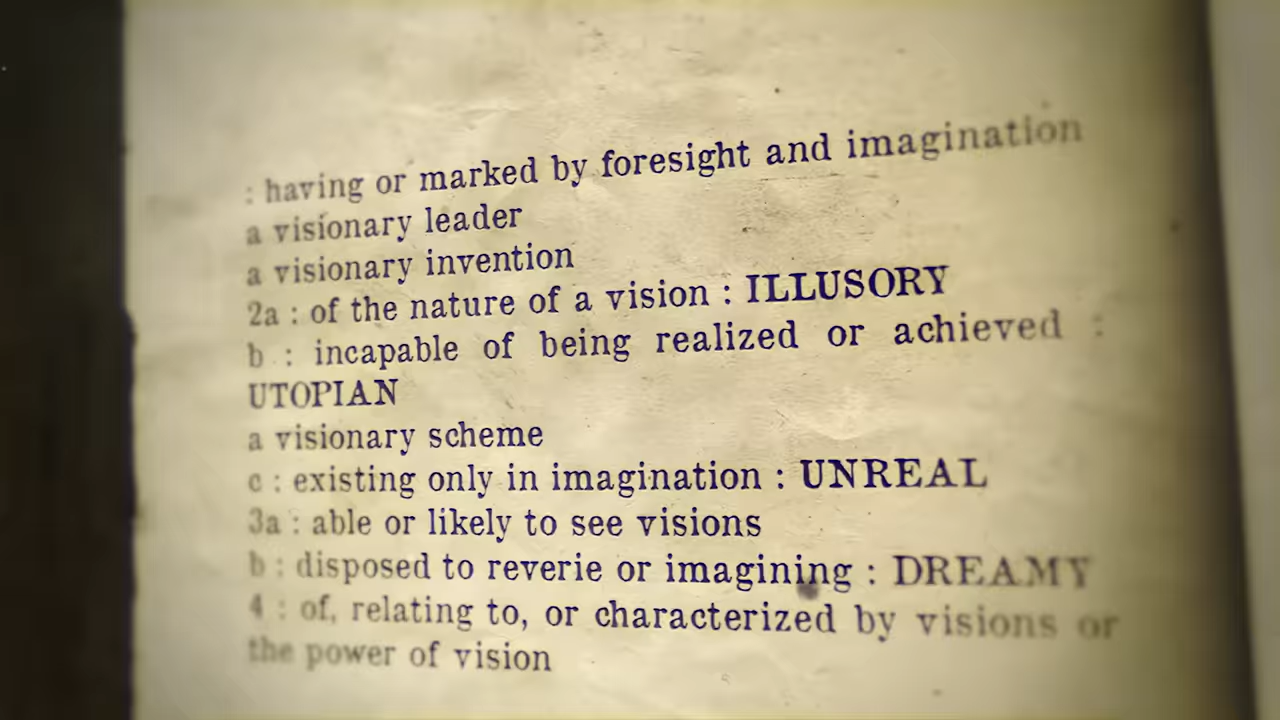 : having or marked by foresight and imagination
a visionary leader
a visionary invention
2a : of the nature of a vision : ILLUSORY
b : incapable of being realized or achieved :
UTOPIAN
a visionary scheme
c : existing only in imagination : UNREAL
3a : able or likely to see visions
b : disposed to reverie or imagining : DREAMY
4 : of, relating to, or characterized by visions or
the power of vision